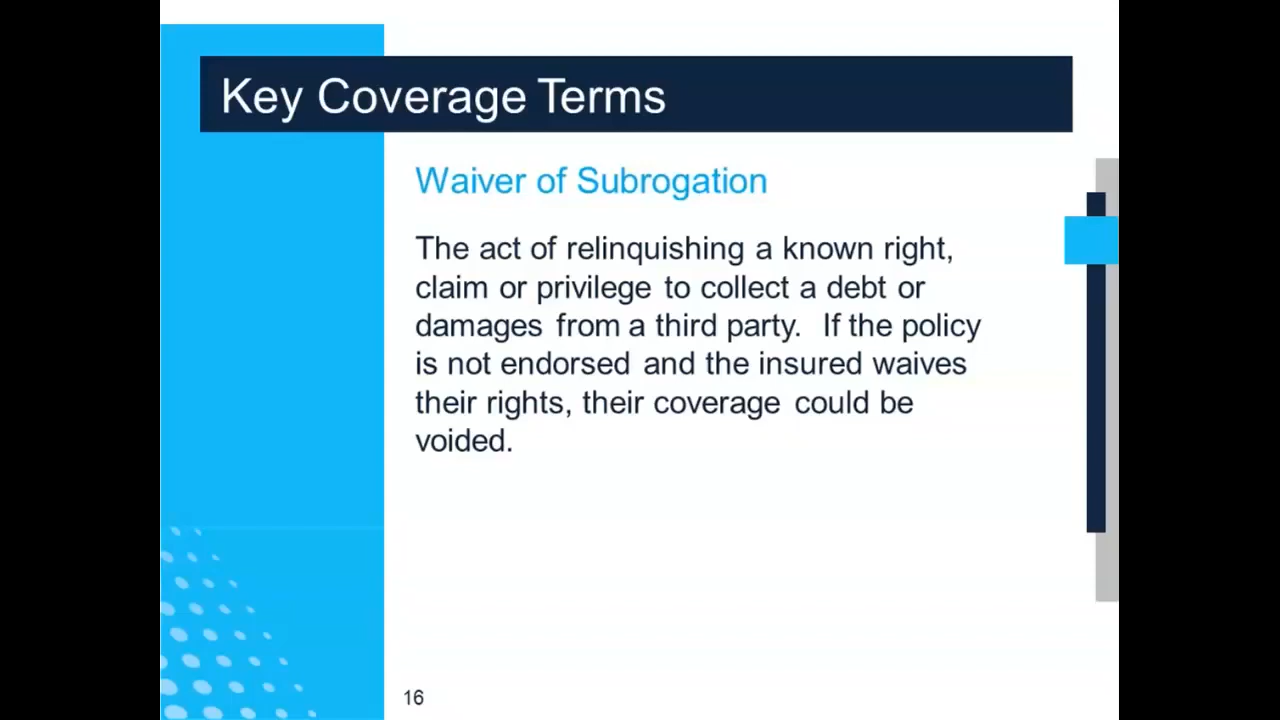 Key Coverage Terms
Waiver of Subrogation
The act of relinquishing a known right,
claim or privilege to collect a debt or
damages from a third party.  If the policy
is not endorsed and the insured waives
their rights, their coverage could be
voided.
16